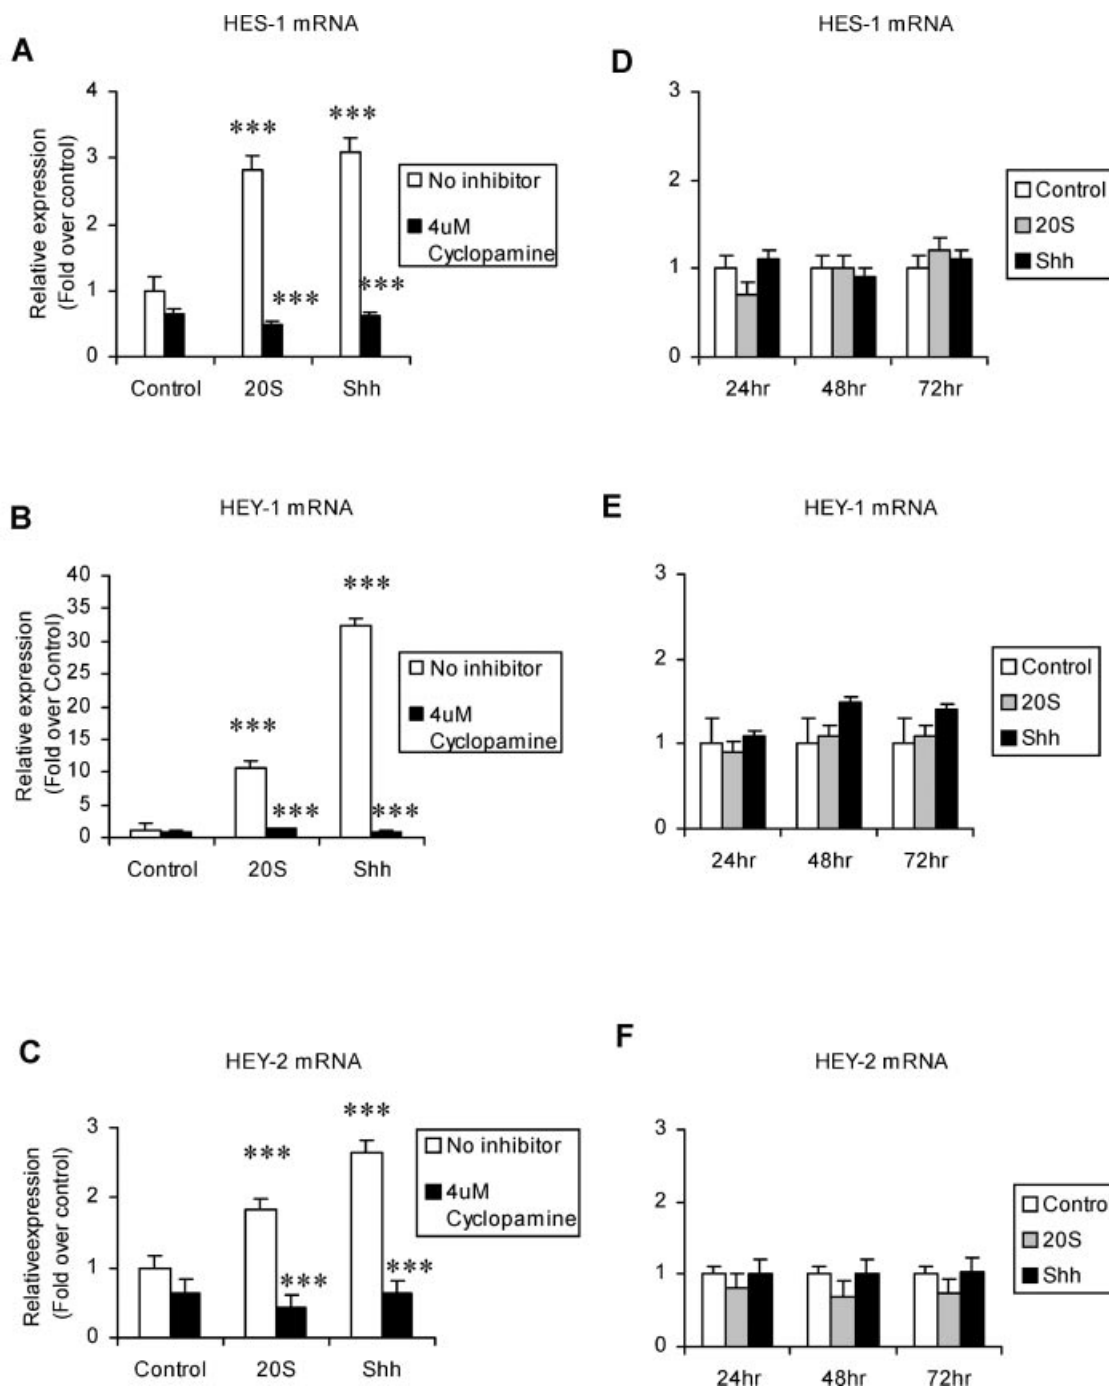 A
HES-1 mRNA
Relative expression
(Fold over control)
4
3
2
1
0
***
***
***
***
Control
20S
Shh
No inhibitor
4uM
Cyclopamine
D
HES-1 mRNA
3
2
1
0
24hr
48hr
72hr
Control
20S
Shh
B
HEY-1 mRNA
Relative expression
(Fold over Control)
40
35
30
25
20
15
10
5
0
***
***
***
***
Control
20S
Shh
No inhibitor
4uM
Cyclopamine
E
HEY-1 mRNA
3
2
1
0
24hr
48hr
72hr
Control
20S
Shh
C
HEY-2 mRNA
Relativeexpression
(Fold over control)
3
2
1
0
***
***
***
***
Control
20S
Shh
No inhibitor
4uM
Cyclopamine
F
HEY-2 mRNA
3
2
1
0
24hr
48hr
72hr
Contro
20S
Shh